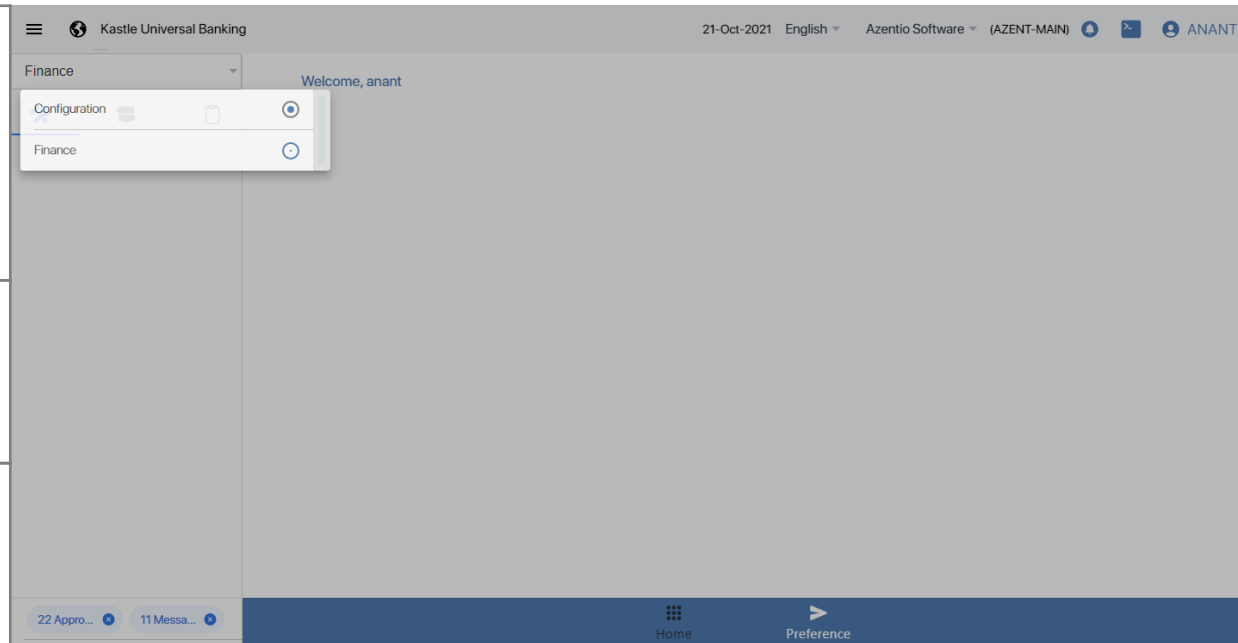 Kastle Universal Banking
21-Oct-2021 English Azentio Software (AZENT-MAIN) ANANT
Finance
Welcome, anant
Configuration
Finance
22 Appro... 11 Messa...
Home Preference